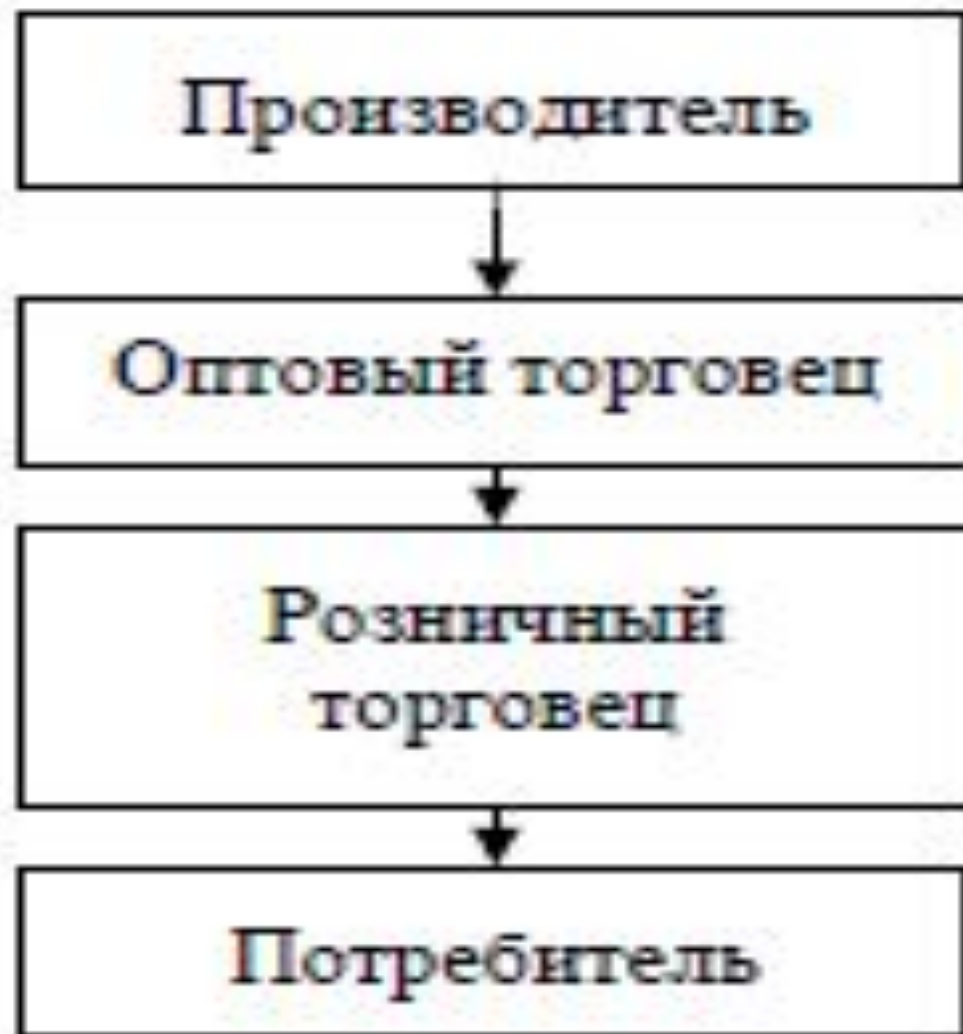 Производитель
Оптовый торговец
Розничный
торговец
Потребитель